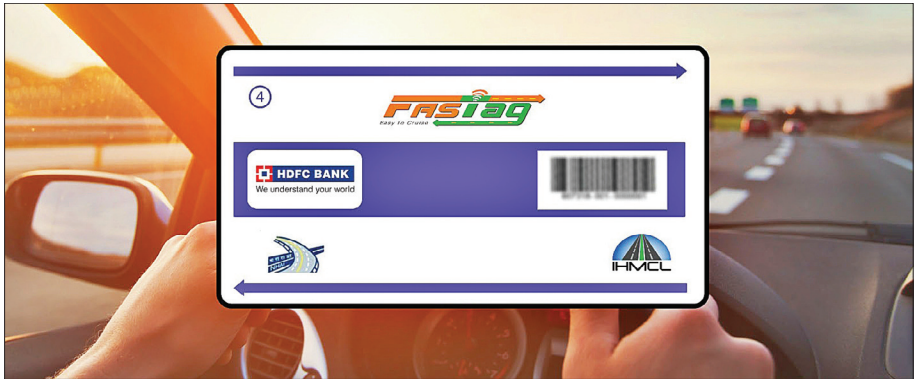 4
FASTag
Easy to Cruise
HDFC BANK
We understand your world
IHMCL